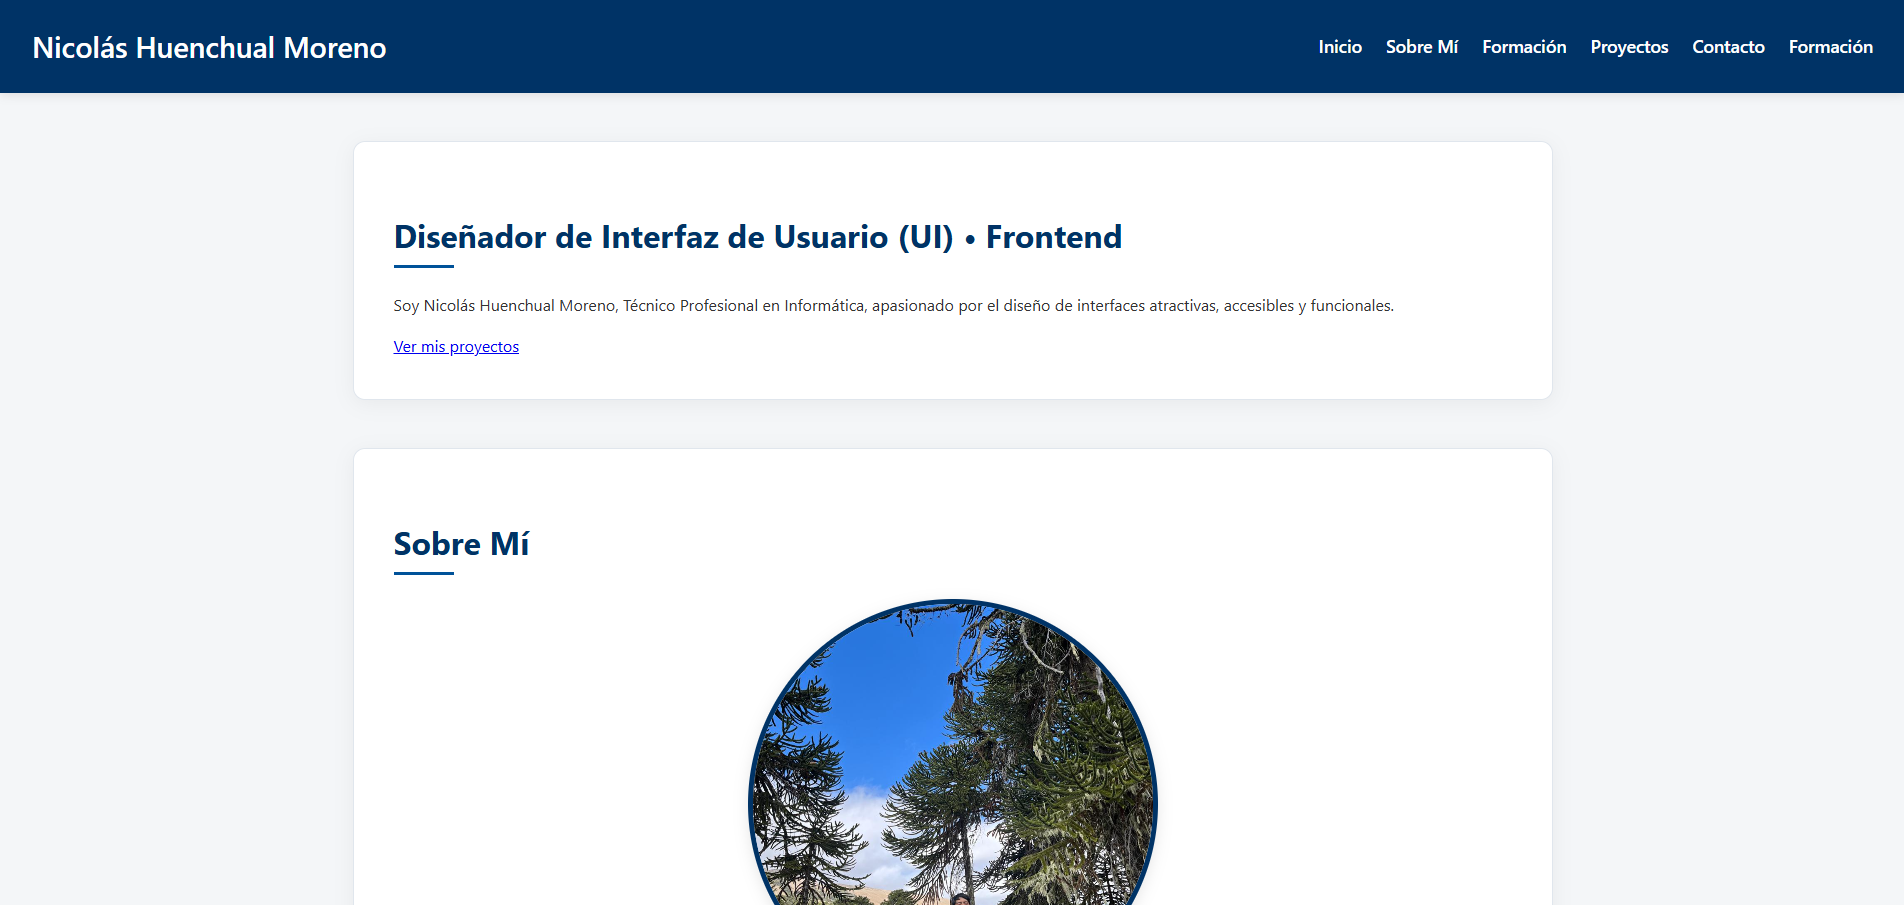 Nicolás Huenchual Moreno
Inicio Sobre Mí Formación Proyectos Contacto Formación
Diseñador de Interfaz de Usuario (UI) • Frontend
Soy Nicolás Huenchual Moreno, Técnico Profesional en Informática, apasionado por el diseño de interfaces atractivas, accesibles y funcionales.
Ver mis proyectos
Sobre Mí